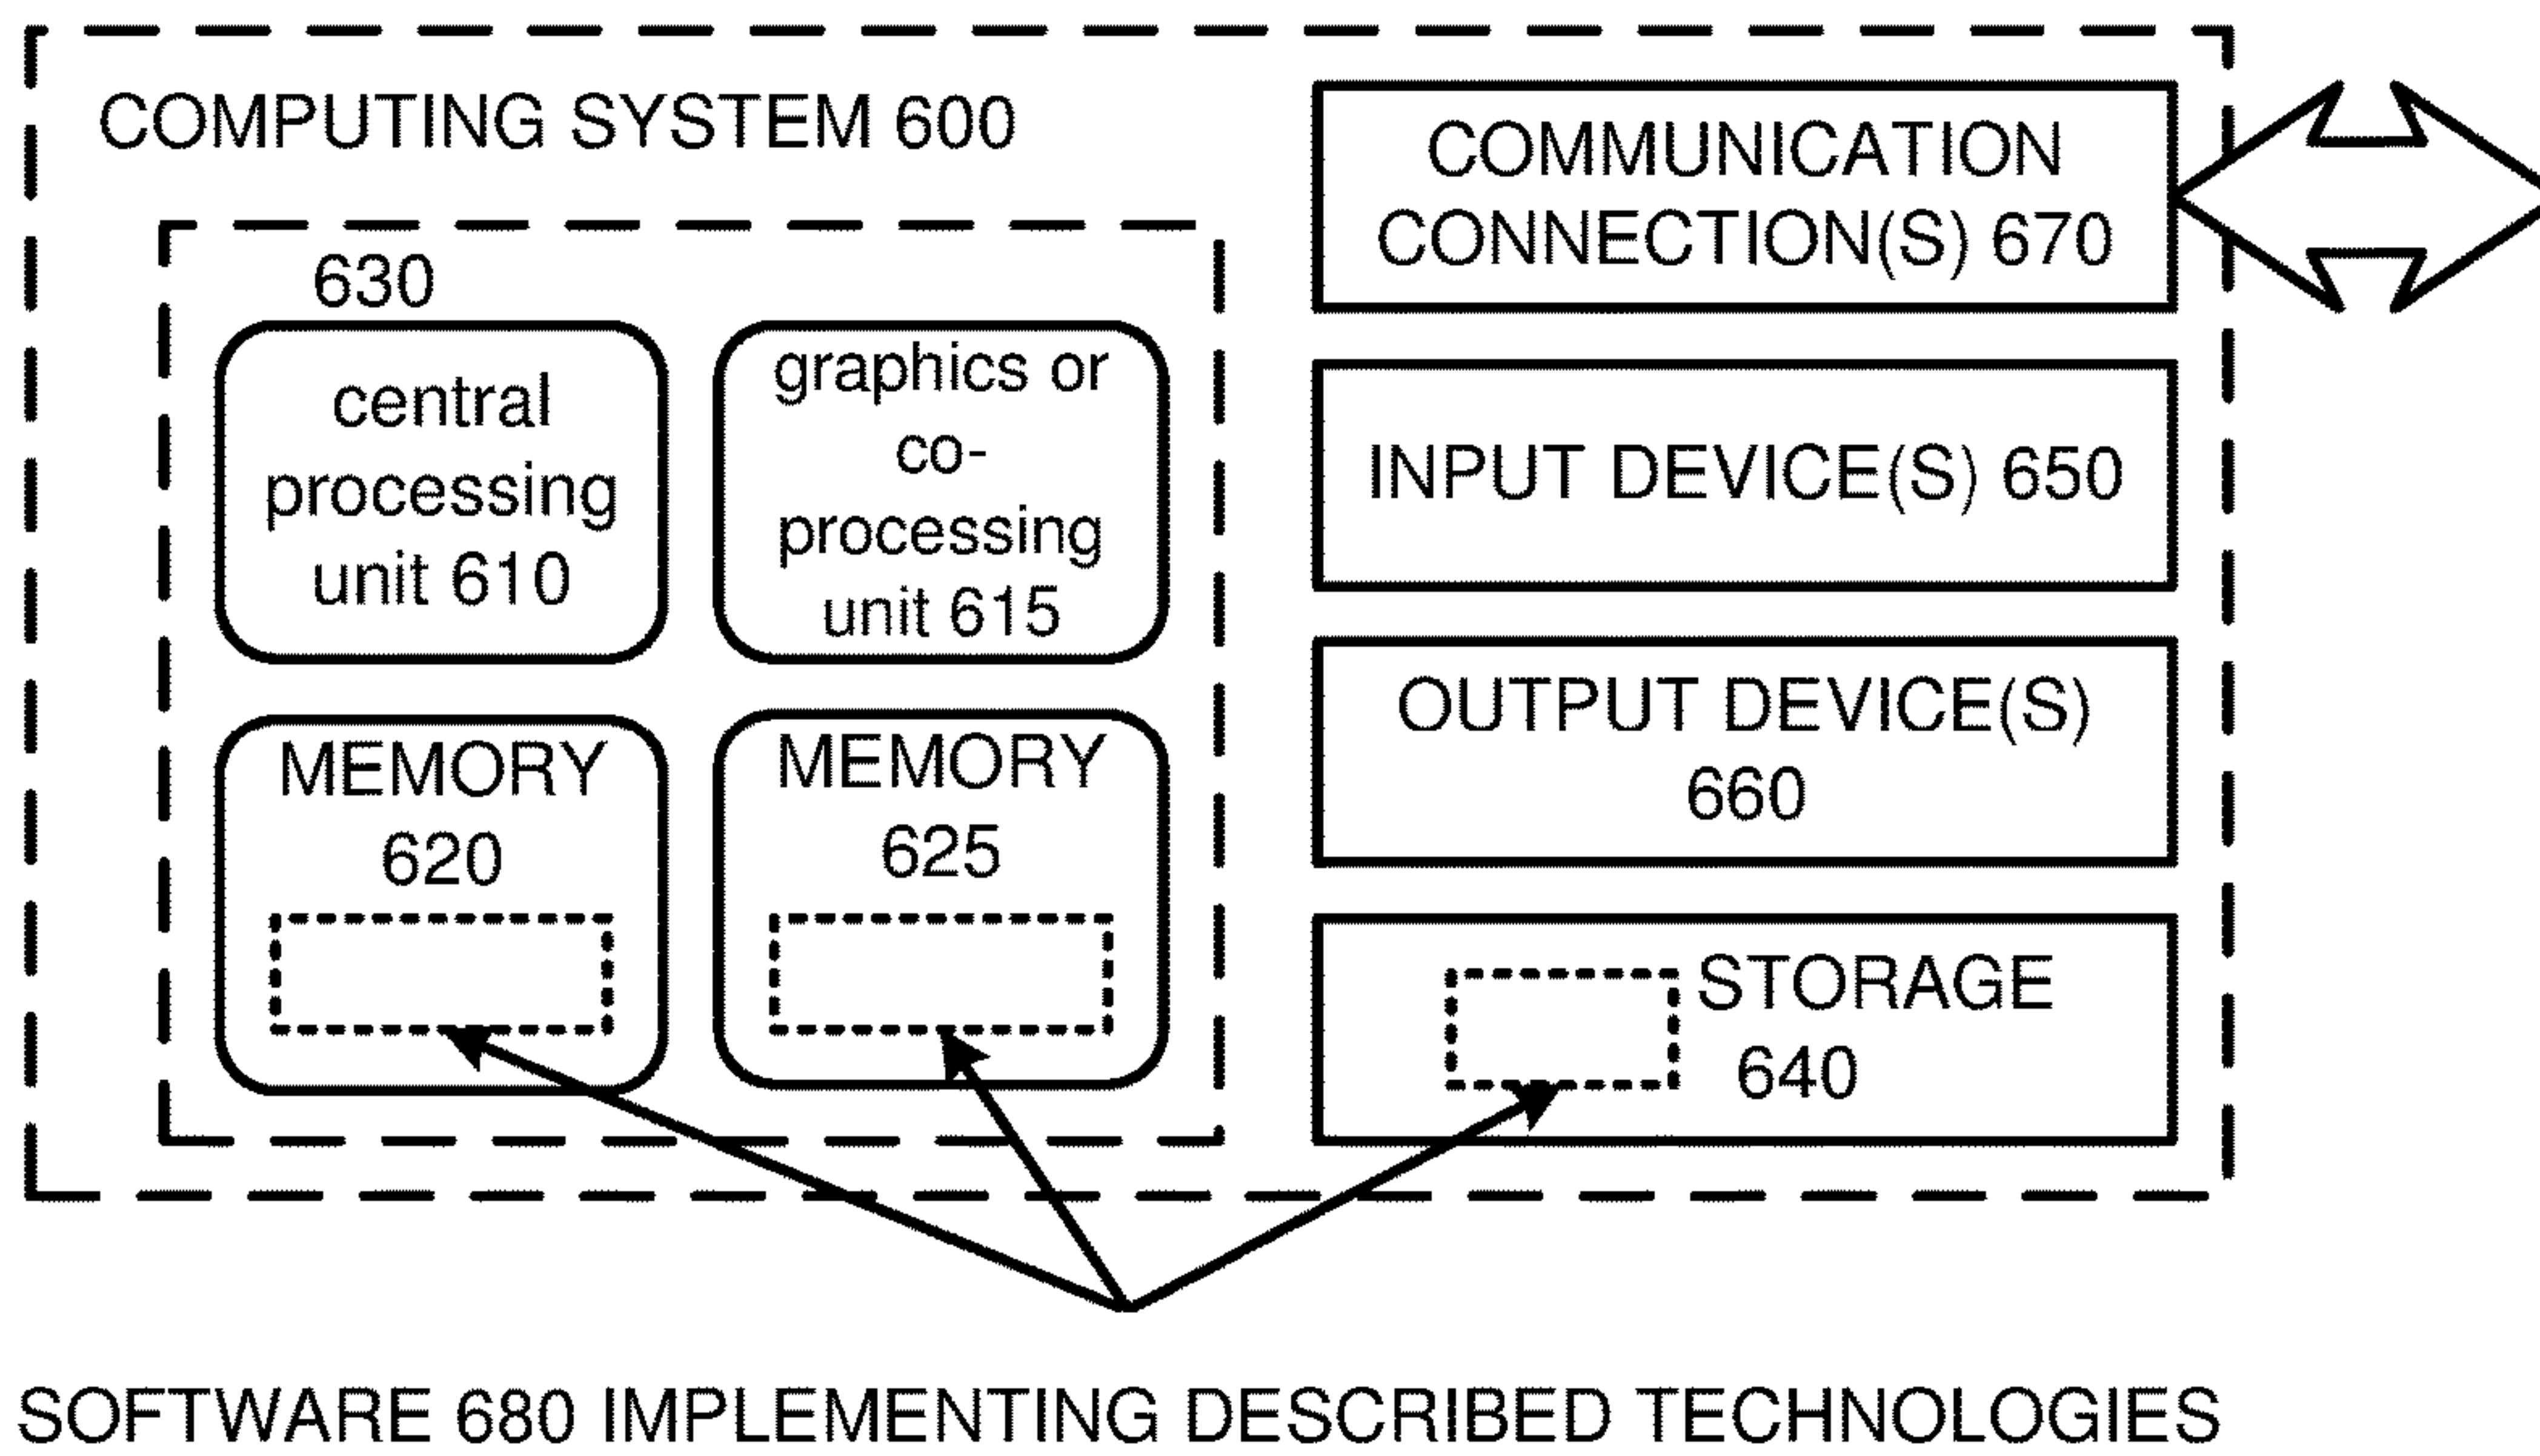 COMPUTING SYSTEM 600
630
central
processing
unit 610
graphics or
co-
processing
unit 615
MEMORY
620
MEMORY
625
COMMUNICATION
CONNECTION(S) 670
INPUT DEVICE(S) 650
OUTPUT DEVICE(S)
660
STORAGE
640
SOFTWARE 680 IMPLEMENTING DESCRIBED TECHNOLOGIES